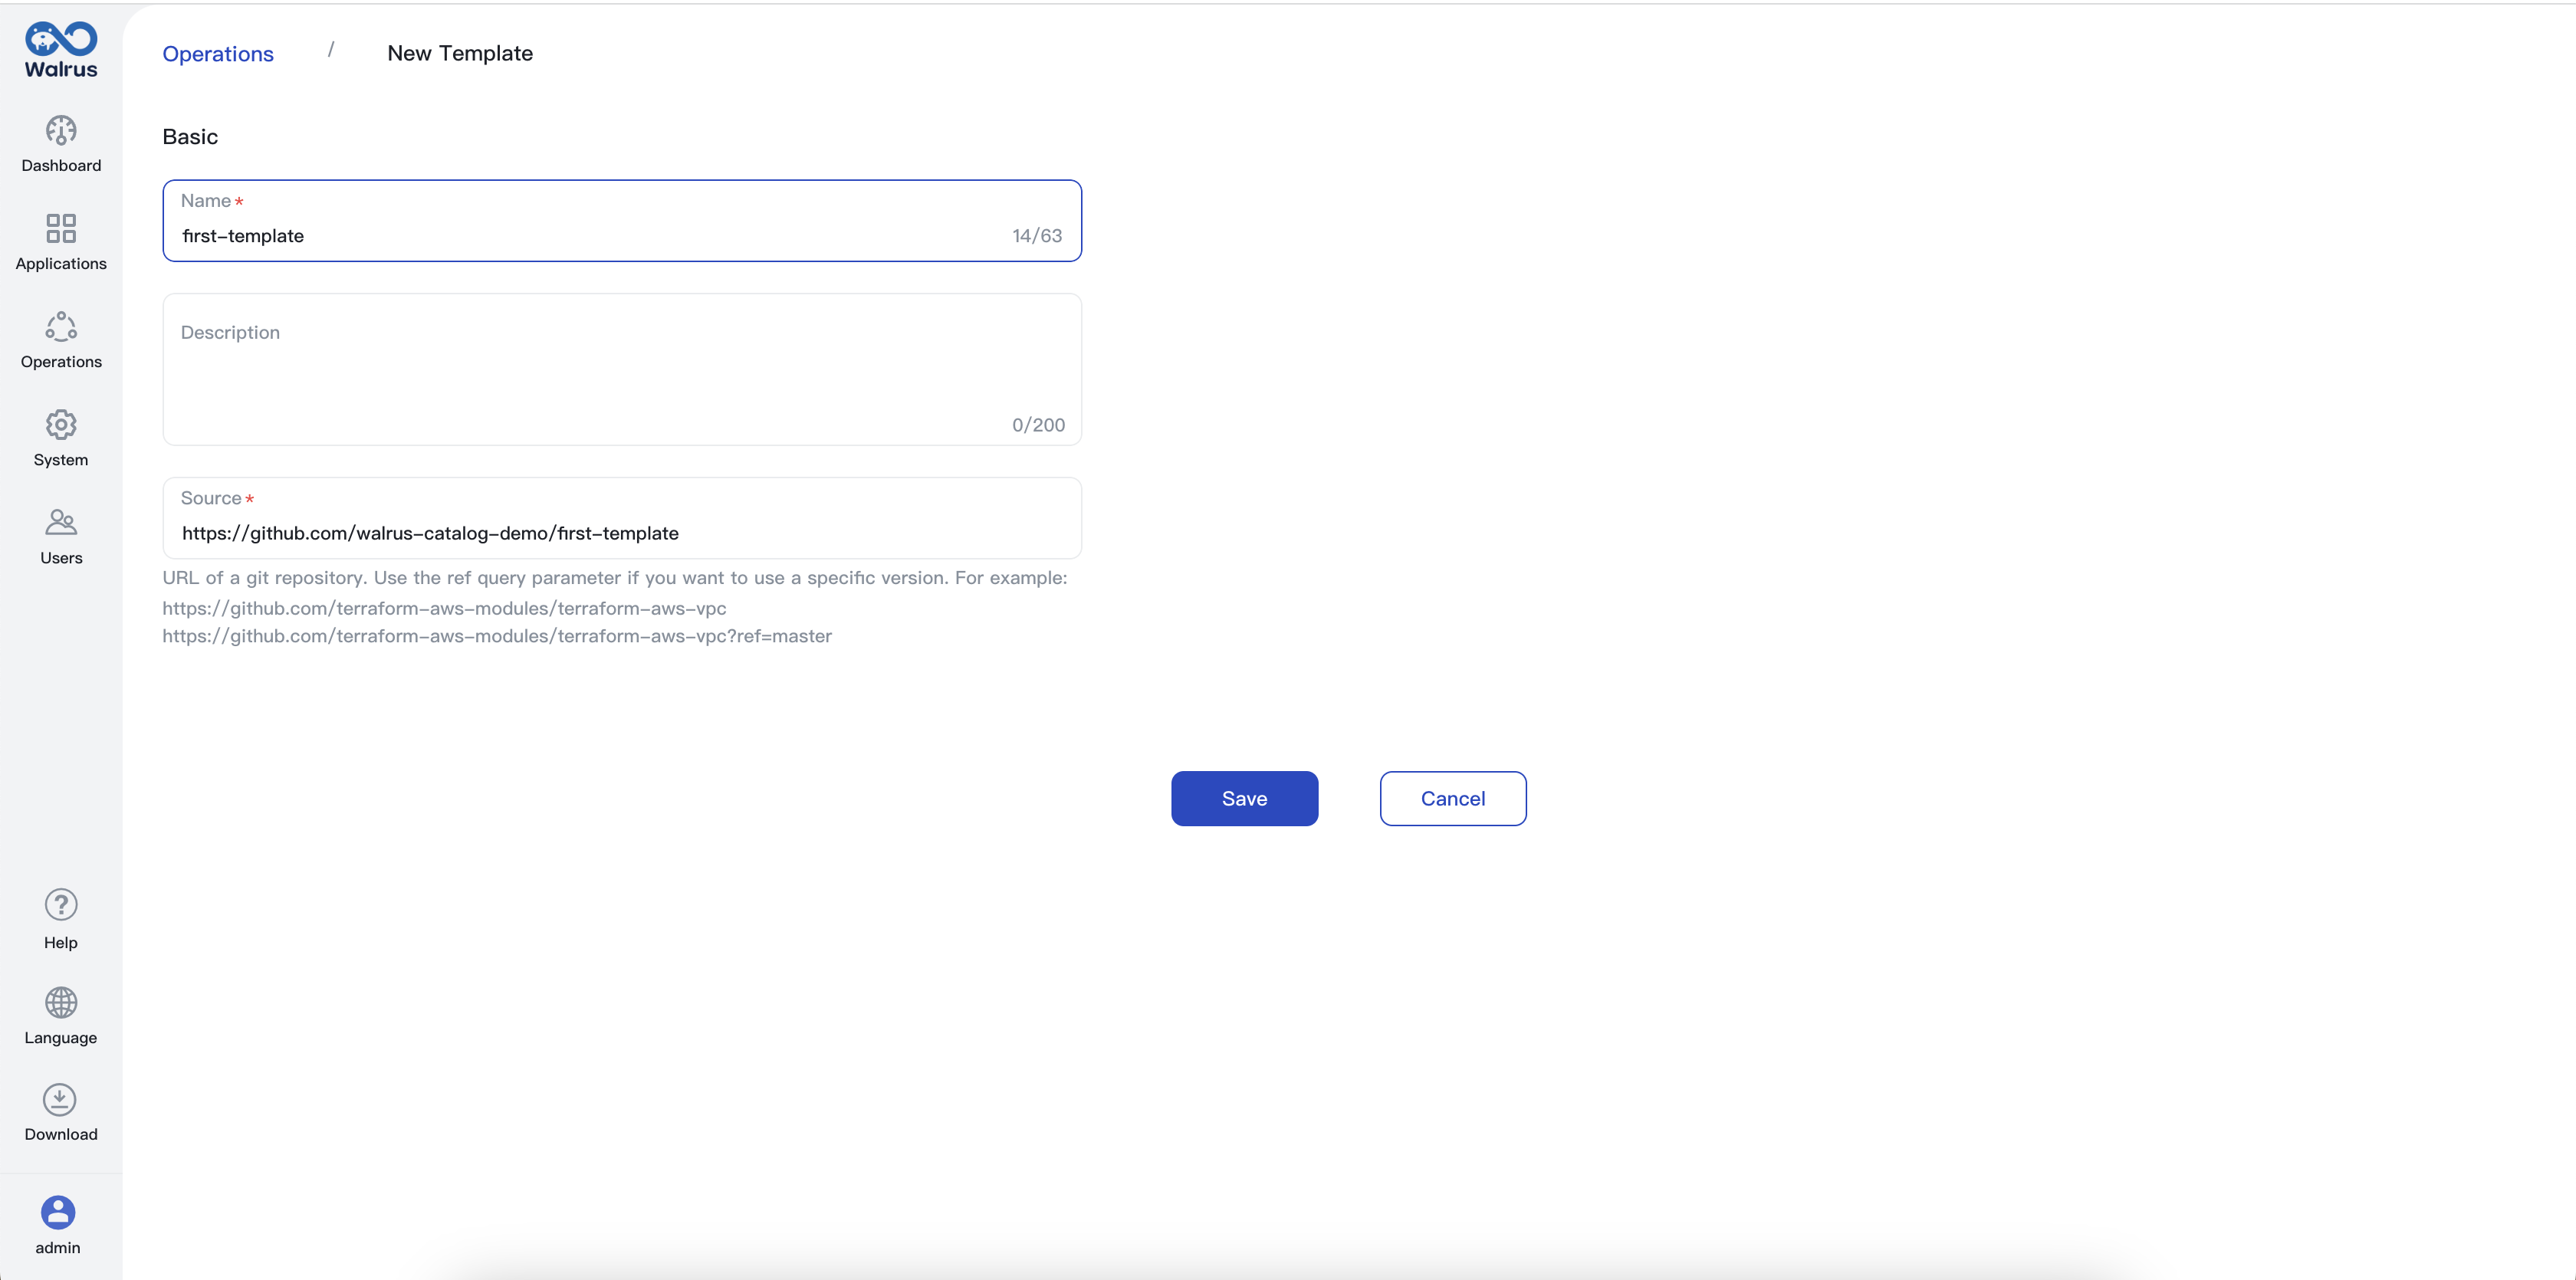 Walrus
Dashboard
Applications
Operations
System
Users
Help
Language
Download
admin
Operations / New Template
Basic
Name*
first-template 14/63
Description
0/200
Source*
https://github.com/walrus-catalog-demo/first-template
URL of a git repository. Use the ref query parameter if you want to use a specific version. For example:
https://github.com/terraform-aws-modules/terraform-aws-vpc
https://github.com/terraform-aws-modules/terraform-aws-vpc?ref=master
Save Cancel